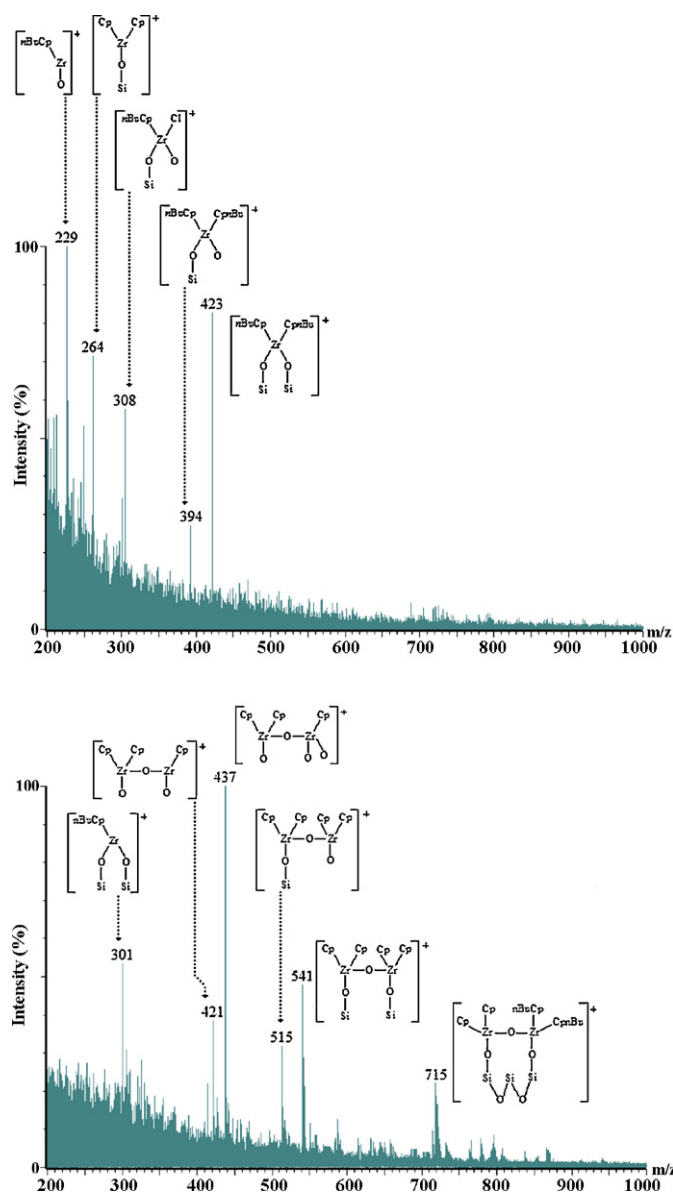 nBuCp
Zr
O
+
Cp Cp
Zr
O
Si
+
nBuCp Cl
Zr
O O
Si
+
nBuCp CpnBu
Zr
O O
Si
+
nBuCp CpnBu
Zr
O O
Si Si
+
229
264
308
394
423
100
0
Intensity (%)
200 300 400 500 600 700 800 900 1000 m/z
Cp Cp Cp
Zr O Zr
O O O
+
Cp Cp Cp
Zr O Zr
O O
+
nBuCp
Zr
O O
Si Si
+
Cp Cp Cp Cp
Zr O Zr
O O
Si
+
Cp Cp Cp Cp
Zr O Zr
O O
Si Si
+
Cp nBuCp
Cp Zr O Zr CpnBu
O O
Si Si Si
O O
+
301
421
437
515
541
715
100
0
Intensity (%)
200 300 400 500 600 700 800 900 1000 m/z